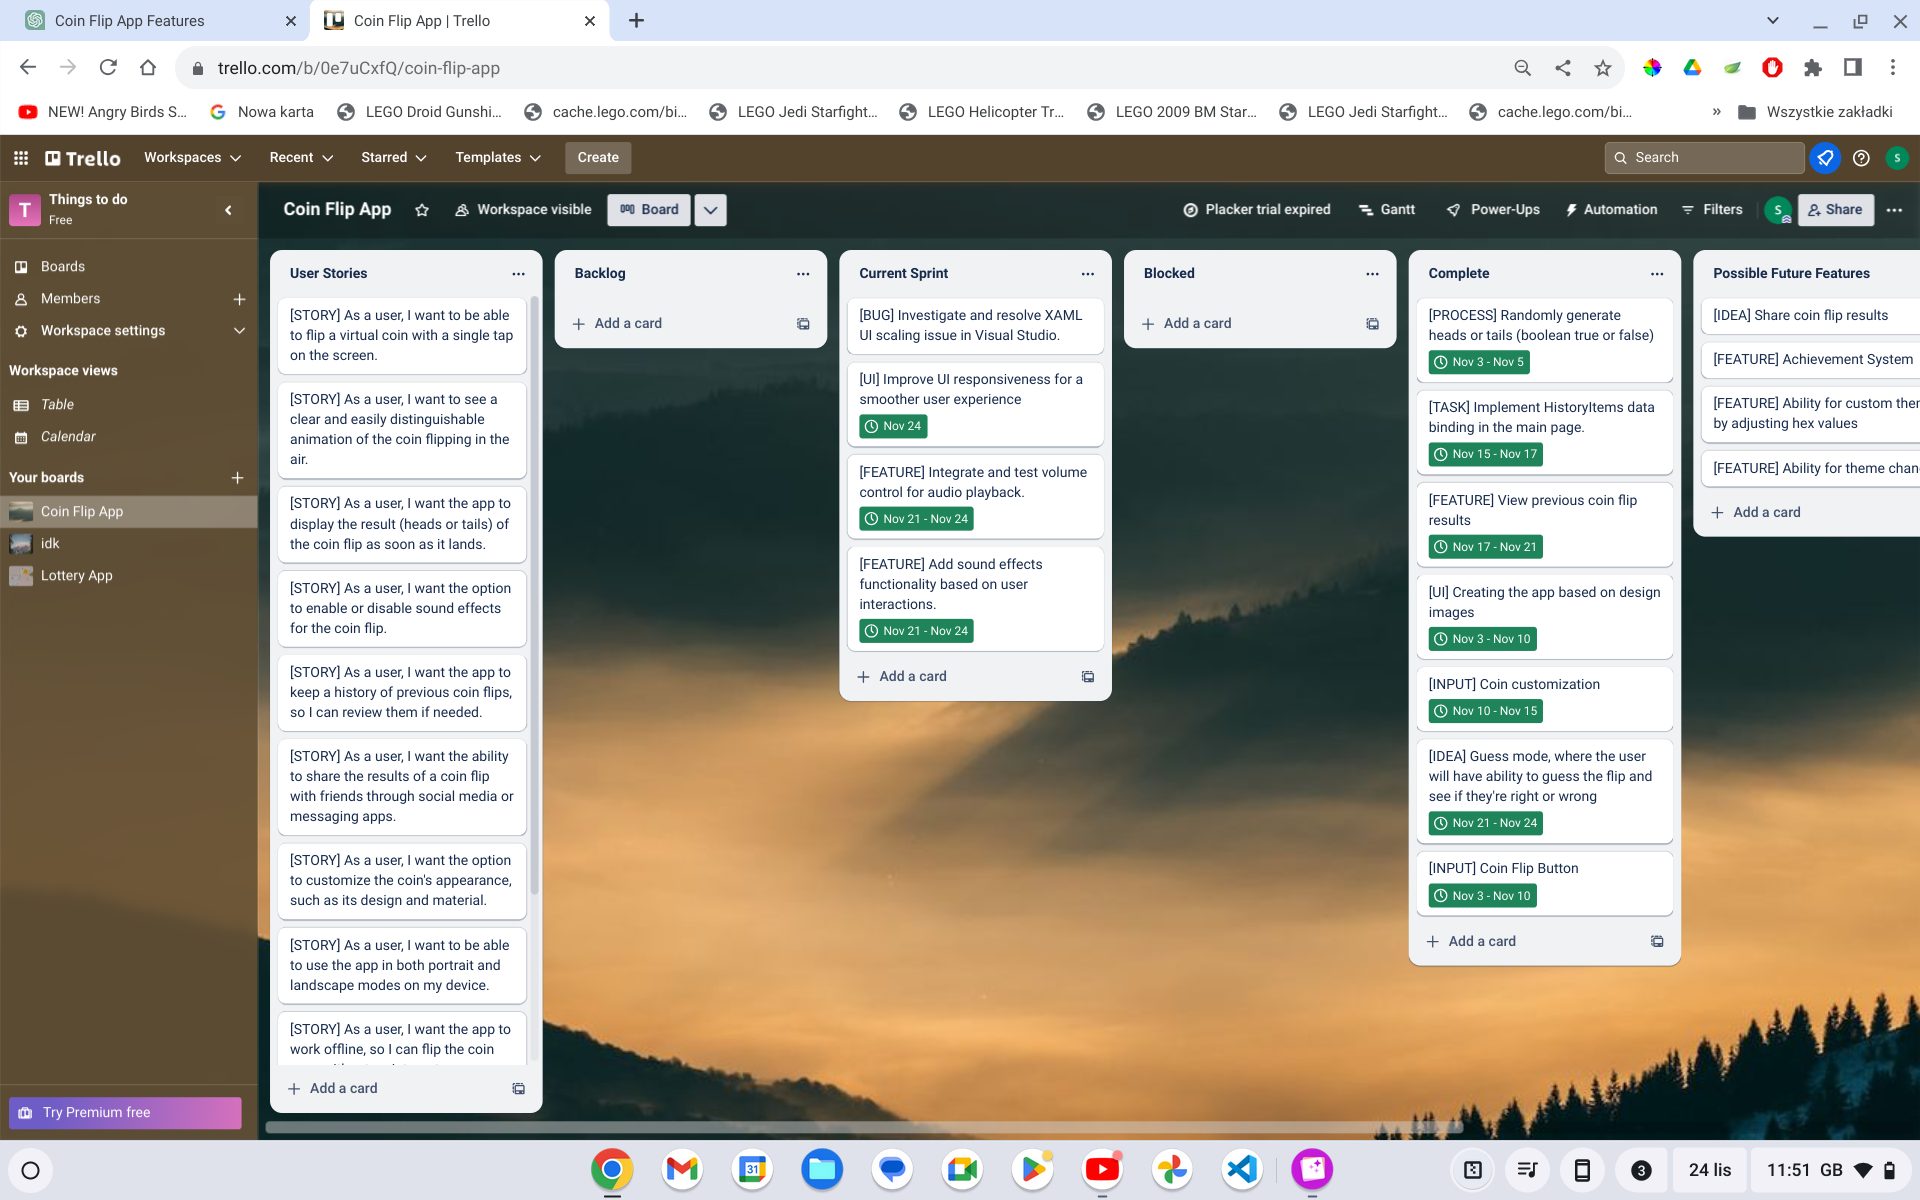 Coin Flip App Features
Coin Flip App | Trello
trello.com/b/0e7uCxfQ/coin-flip-app
NEW! Angry Birds S...
Nowa karta
LEGO Droid Gunshi...
cache.lego.com/bi...
LEGO Jedi Starfight...
LEGO Helicopter Tr...
LEGO 2009 BM Star...
LEGO Jedi Starfight...
cache.lego.com/bi...
»
Wszystkie zakładki
Trello
Workspaces
Recent
Starred
Templates
Create
Search
S
T
Things to do
Free
Coin Flip App
Workspace visible
Board
Placker trial expired
Gantt
Power-Ups
Automation
Filters
S
Share
Boards
Members
Workspace settings
Workspace views
Table
Calendar
Your boards
Coin Flip App
idk
Lottery App
Try Premium free
User Stories
[STORY] As a user, I want to be able
to flip a virtual coin with a single tap
on the screen.
[STORY] As a user, I want to see a
clear and easily distinguishable
animation of the coin flipping in the
air.
[STORY] As a user, I want the app to
display the result (heads or tails) of
the coin flip as soon as it lands.
[STORY] As a user, I want the option
to enable or disable sound effects
for the coin flip.
[STORY] As a user, I want the app to
keep a history of previous coin flips,
so I can review them if needed.
[STORY] As a user, I want the ability
to share the results of a coin flip
with friends through social media or
messaging apps.
[STORY] As a user, I want the option
to customize the coin's appearance,
such as its design and material.
[STORY] As a user, I want to be able
to use the app in both portrait and
landscape modes on my device.
[STORY] As a user, I want the app to
work offline, so I can flip the coin
Add a card
Backlog
Add a card
Current Sprint
[BUG] Investigate and resolve XAML
UI scaling issue in Visual Studio.
[UI] Improve UI responsiveness for a
smoother user experience
Nov 24
[FEATURE] Integrate and test volume
control for audio playback.
Nov 21 - Nov 24
[FEATURE] Add sound effects
functionality based on user
interactions.
Nov 21 - Nov 24
Add a card
Blocked
Add a card
Complete
[PROCESS] Randomly generate
heads or tails (boolean true or false)
Nov 3 - Nov 5
[TASK] Implement HistoryItems data
binding in the main page.
Nov 15 - Nov 17
[FEATURE] View previous coin flip
results
Nov 17 - Nov 21
[UI] Creating the app based on design
images
Nov 3 - Nov 10
[INPUT] Coin customization
Nov 10 - Nov 15
[IDEA] Guess mode, where the user
will have ability to guess the flip and
see if they're right or wrong
Nov 21 - Nov 24
[INPUT] Coin Flip Button
Nov 3 - Nov 10
Add a card
Possible Future Features
[IDEA] Share coin flip results
[FEATURE] Achievement System
[FEATURE] Ability for custom ther
by adjusting hex values
[FEATURE] Ability for theme chan
Add a card
31
3
24 lis
11:51 GB